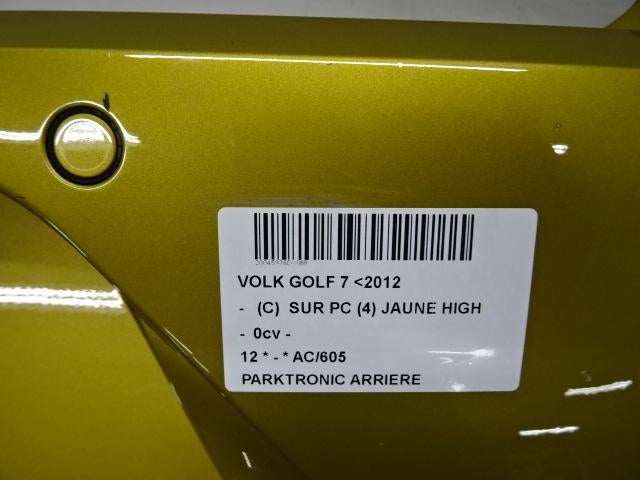 VOLK GOLF 7 <2012
- (C) SUR PC (4) JAUNE HIGH
- 0cv -
12 * - * AC/605
PARKTRONIC ARRIERE